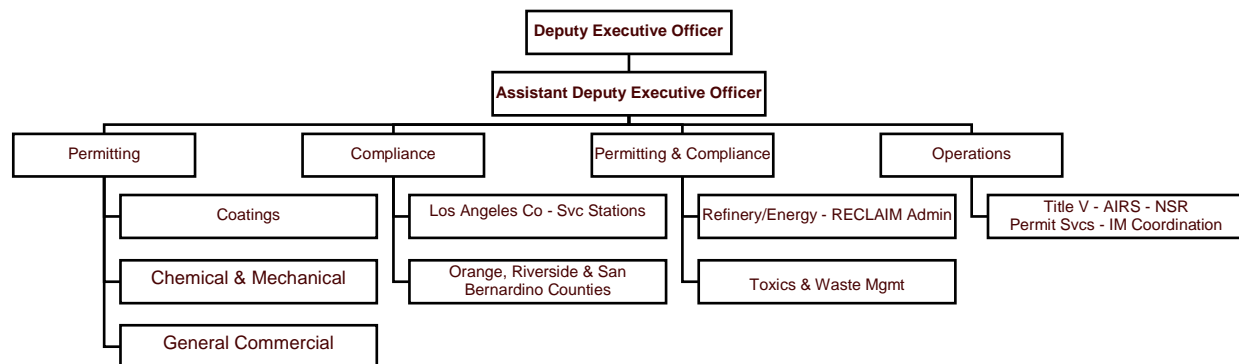 Deputy Executive Officer
Assistant Deputy Executive Officer
Permitting
Compliance
Permitting & Compliance
Operations
Coatings
Los Angeles Co - Svc Stations
Refinery/Energy - RECLAIM Admin
Title V - AIRS - NSR
Permit Svcs - IM Coordination
Chemical & Mechanical
Orange, Riverside & San
Bernardino Counties
Toxics & Waste Mgmt
General Commercial